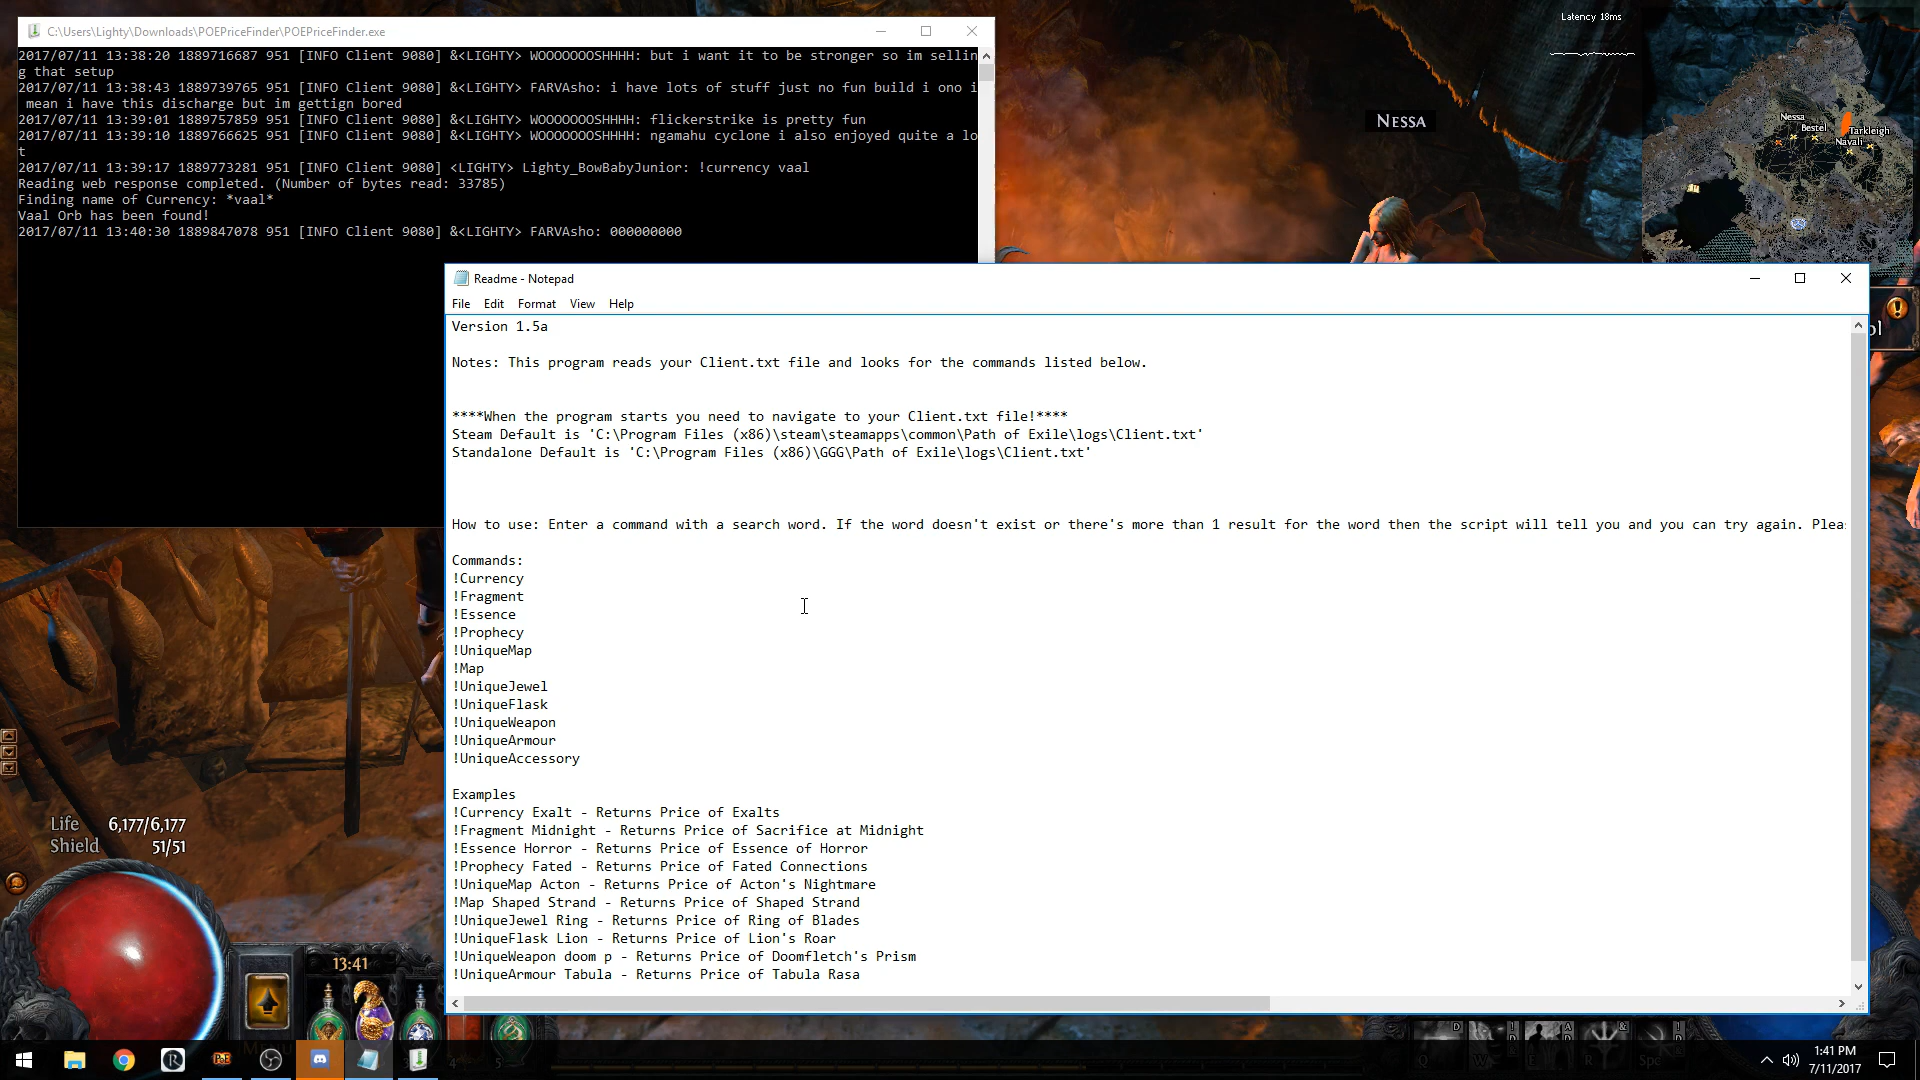 C:\Users\Lighty\Downloads\POEPriceFinder\POEPriceFinder.exe
2017/07/11 13:38:20 1889716687 951 [INFO Client 9080] &<LIGHTY> WOOOOOOOSHHHH: but i want it to be stronger so im sellin
g that setup
2017/07/11 13:38:43 1889739765 951 [INFO Client 9080] &<LIGHTY> FARVAsho: i have lots of stuff just no fun build i ono i
mean i have this discharge but im gettign bored
2017/07/11 13:39:01 1889757859 951 [INFO Client 9080] &<LIGHTY> WOOOOOOOSHHHH: flickerstrike is pretty fun
2017/07/11 13:39:10 1889766625 951 [INFO Client 9080] &<LIGHTY> WOOOOOOOSHHHH: ngamahu cyclone i also enjoyed quite a lo
t
2017/07/11 13:39:17 1889773281 951 [INFO Client 9080] <LIGHTY> Lighty_BowBabyJunior: !currency vaal
Reading web response completed. (Number of bytes read: 33785)
Finding name of Currency: *vaal*
Vaal Orb has been found!
2017/07/11 13:40:30 1889847078 951 [INFO Client 9080] &<LIGHTY> FARVAsho: 000000000
Latency 18ms
Nessa
Nessa
Bestel
Tarkleigh
Navali
Readme - Notepad
File Edit Format View Help
Version 1.5a
Notes: This program reads your Client.txt file and looks for the commands listed below.
****When the program starts you need to navigate to your Client.txt file!****
Steam Default is 'C:\Program Files (x86)\steam\steamapps\common\Path of Exile\logs\Client.txt'
Standalone Default is 'C:\Program Files (x86)\GGG\Path of Exile\logs\Client.txt'
How to use: Enter a command with a search word. If the word doesn't exist or there's more than 1 result for the word then the script will tell you and you can try again. Plea
Commands:
!Currency
!Fragment
!Essence
!Prophecy
!UniqueMap
!Map
!UniqueJewel
!UniqueFlask
!UniqueWeapon
!UniqueArmour
!UniqueAccessory
Examples
!Currency Exalt - Returns Price of Exalts
!Fragment Midnight - Returns Price of Sacrifice at Midnight
!Essence Horror - Returns Price of Essence of Horror
!Prophecy Fated - Returns Price of Fated Connections
!UniqueMap Acton - Returns Price of Acton's Nightmare
!Map Shaped Strand - Returns Price of Shaped Strand
!UniqueJewel Ring - Returns Price of Ring of Blades
!UniqueFlask Lion - Returns Price of Lion's Roar
!UniqueWeapon doom p - Returns Price of Doomfletch's Prism
!UniqueArmour Tabula - Returns Price of Tabula Rasa
Life 6,177/6,177
Shield 51/51
13:41
1:41 PM
7/11/2017